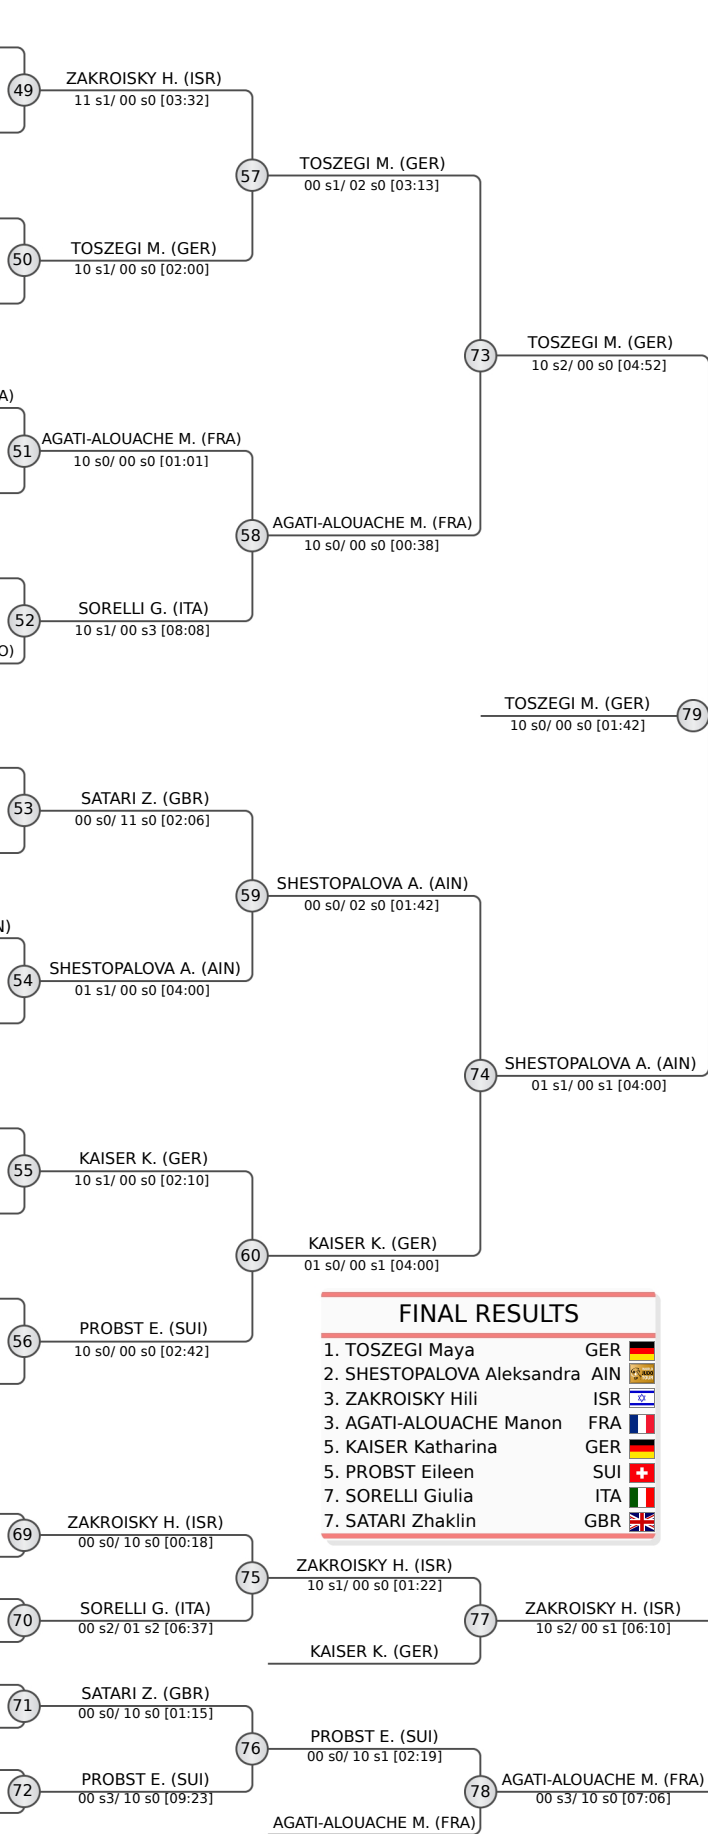 49
ZAKROISKY H. (ISR)
11 s1/ 00 s0 [03:32]
57
TOSZEGI M. (GER)
00 s1/ 02 s0 [03:13]
50
TOSZEGI M. (GER)
10 s1/ 00 s0 [02:00]
73
TOSZEGI M. (GER)
10 s2/ 00 s0 [04:52]
A)
51
AGATI-ALOUACHE M. (FRA)
10 s0/ 00 s0 [01:01]
58
AGATI-ALOUACHE M. (FRA)
10 s0/ 00 s0 [00:38]
52
SORELLI G. (ITA)
10 s1/ 00 s3 [08:08]
O)
TOSZEGI M. (GER)
10 s0/ 00 s0 [01:42]
79
53
SATARI Z. (GBR)
00 s0/ 11 s0 [02:06]
59
SHESTOPALOVA A. (AIN)
00 s0/ 02 s0 [01:42]
N)
54
SHESTOPALOVA A. (AIN)
01 s1/ 00 s0 [04:00]
74
SHESTOPALOVA A. (AIN)
01 s1/ 00 s1 [04:00]
55
KAISER K. (GER)
10 s1/ 00 s0 [02:10]
60
KAISER K. (GER)
01 s0/ 00 s1 [04:00]
56
PROBST E. (SUI)
10 s0/ 00 s0 [02:42]
FINAL RESULTS
1. TOSZEGI Maya GER
2. SHESTOPALOVA Aleksandra AIN
3. ZAKROISKY Hili ISR
3. AGATI-ALOUACHE Manon FRA
5. KAISER Katharina GER
5. PROBST Eileen SUI
7. SORELLI Giulia ITA
7. SATARI Zhaklin GBR
69
ZAKROISKY H. (ISR)
00 s0/ 10 s0 [00:18]
75
ZAKROISKY H. (ISR)
10 s1/ 00 s0 [01:22]
70
SORELLI G. (ITA)
00 s2/ 01 s2 [06:37]
77
ZAKROISKY H. (ISR)
10 s2/ 00 s1 [06:10]
KAISER K. (GER)
71
SATARI Z. (GBR)
00 s0/ 10 s0 [01:15]
76
PROBST E. (SUI)
00 s0/ 10 s1 [02:19]
72
PROBST E. (SUI)
00 s3/ 10 s0 [09:23]
78
AGATI-ALOUACHE M. (FRA)
00 s3/ 10 s0 [07:06]
AGATI-ALOUACHE M. (FRA)